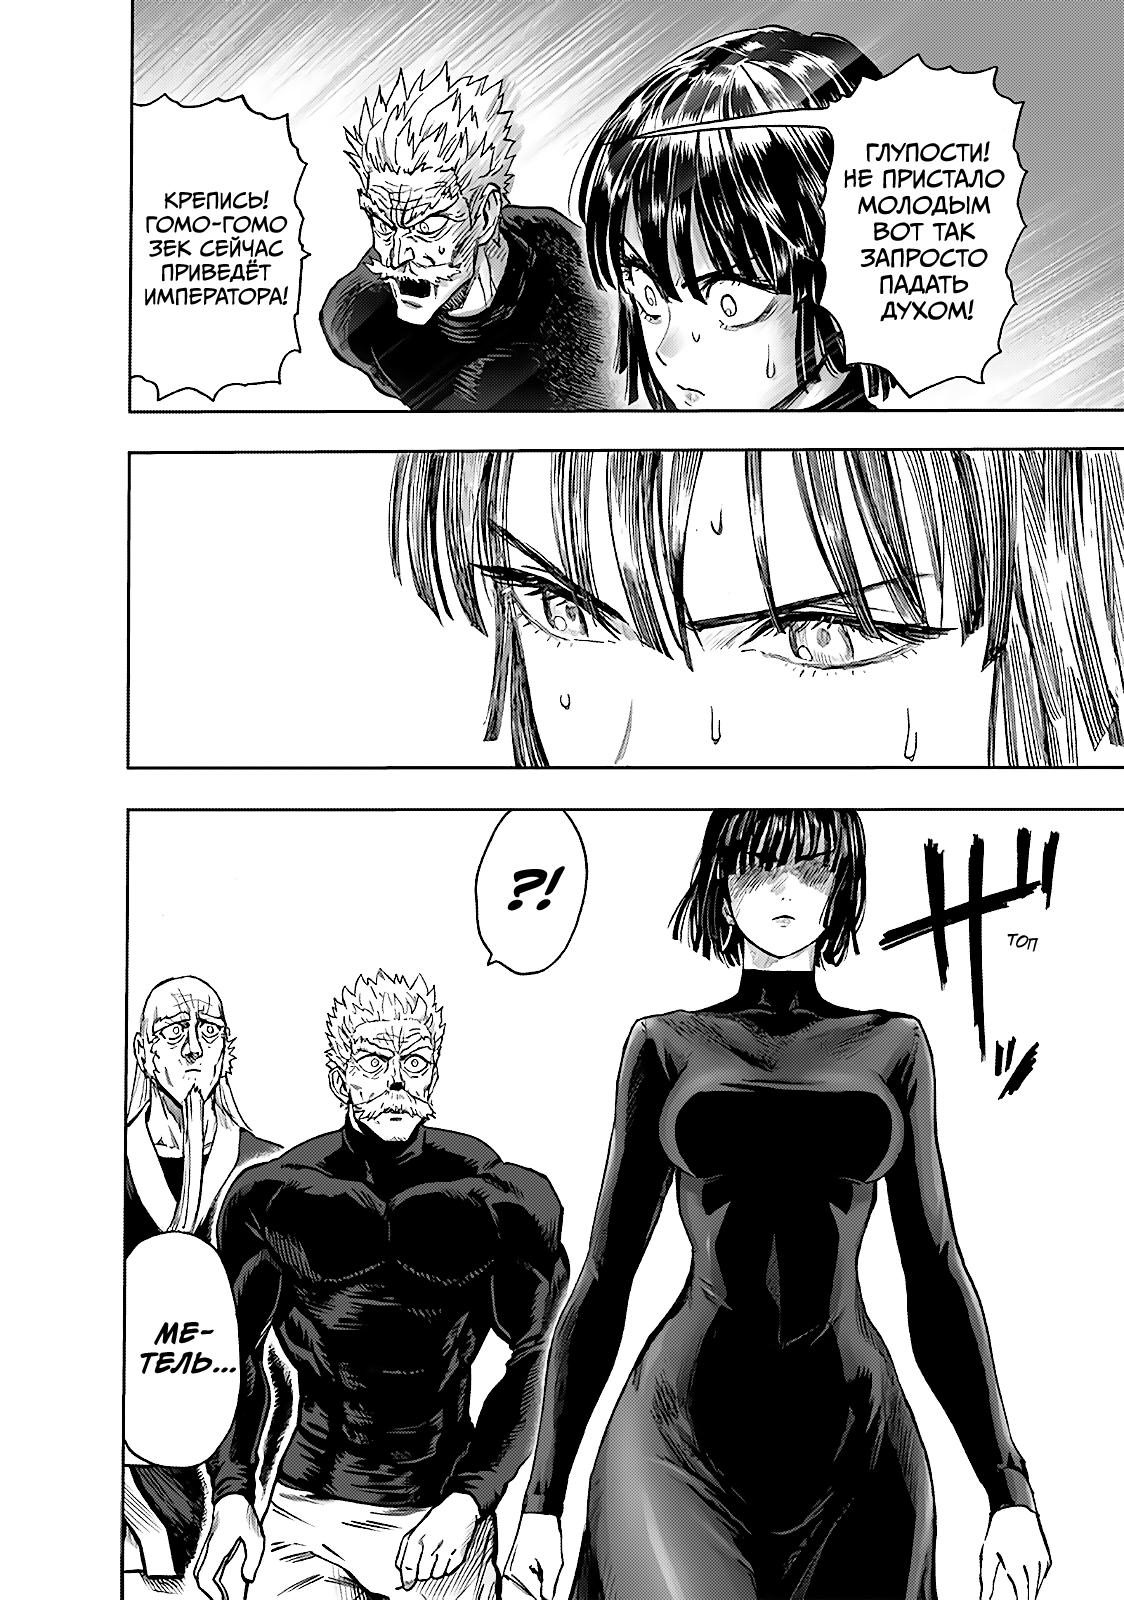 ГЛУПОСТИ!
НЕ ПРИСТАЛО
МОЛОДЫМ
ВОТ ТАК
ЗАПРОСТО
ПАДАТЬ
ДУХОМ!
КРЕПИСЬ!
ГОМО-ГОМО
ЗЕК СЕЙЧАС
ПРИВЕДЁТ
ИМПЕРАТОРА!
ТОП
?!
МЕ-
ТЕЛЬ...